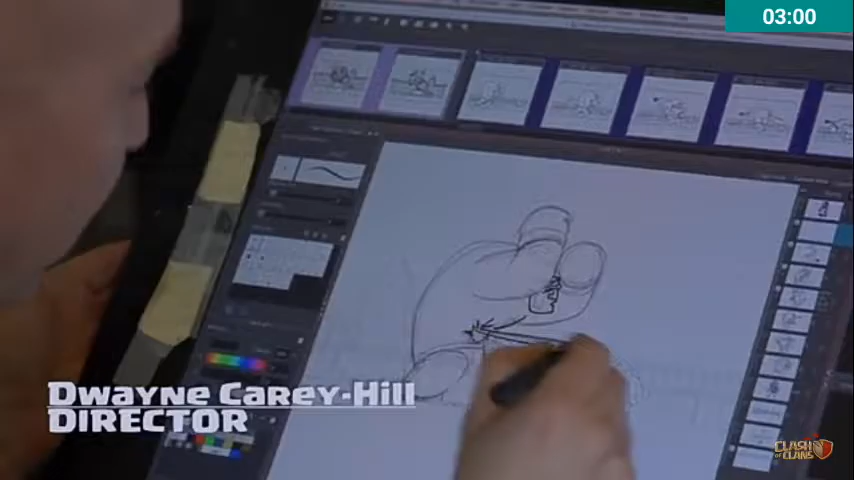 03:00
Dwayne Carey-Hill
DIRECTOR
CLASH
OF CLANS